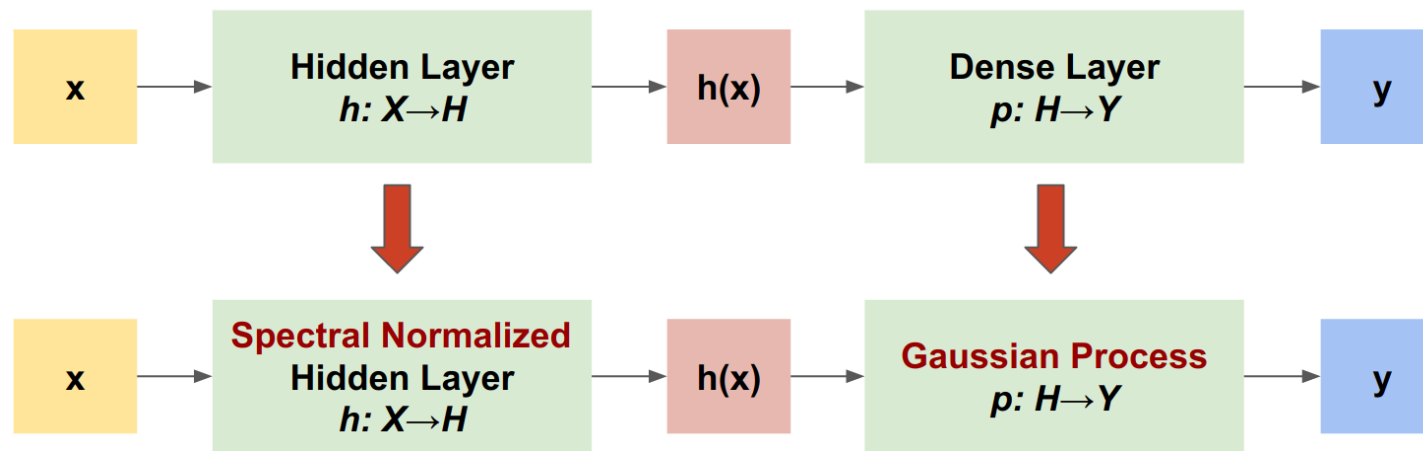 x
Hidden Layer
h: X→H
h(x)
Dense Layer
p: H→Y
y
x
Spectral Normalized
Hidden Layer
h: X→H
h(x)
Gaussian Process
p: H→Y
y